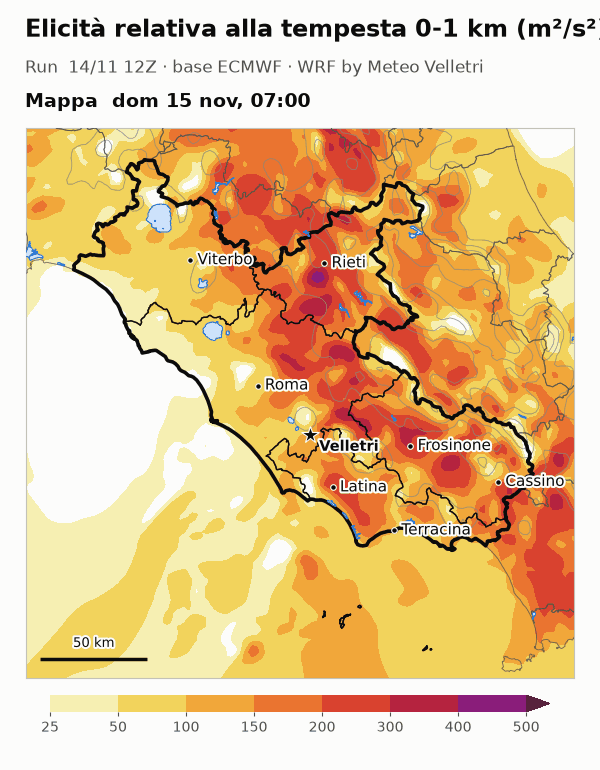 Elicità relativa alla tempesta 0-1 km (m²/s²)
Run 14/11 12Z · base ECMWF · WRF by Meteo Velletri
Mappa dom 15 nov, 07:00
Viterbo
Rieti
Roma
Velletri
Frosinone
Latina
Cassino
Terracina
50 km
25 50 100 150 200 300 400 500